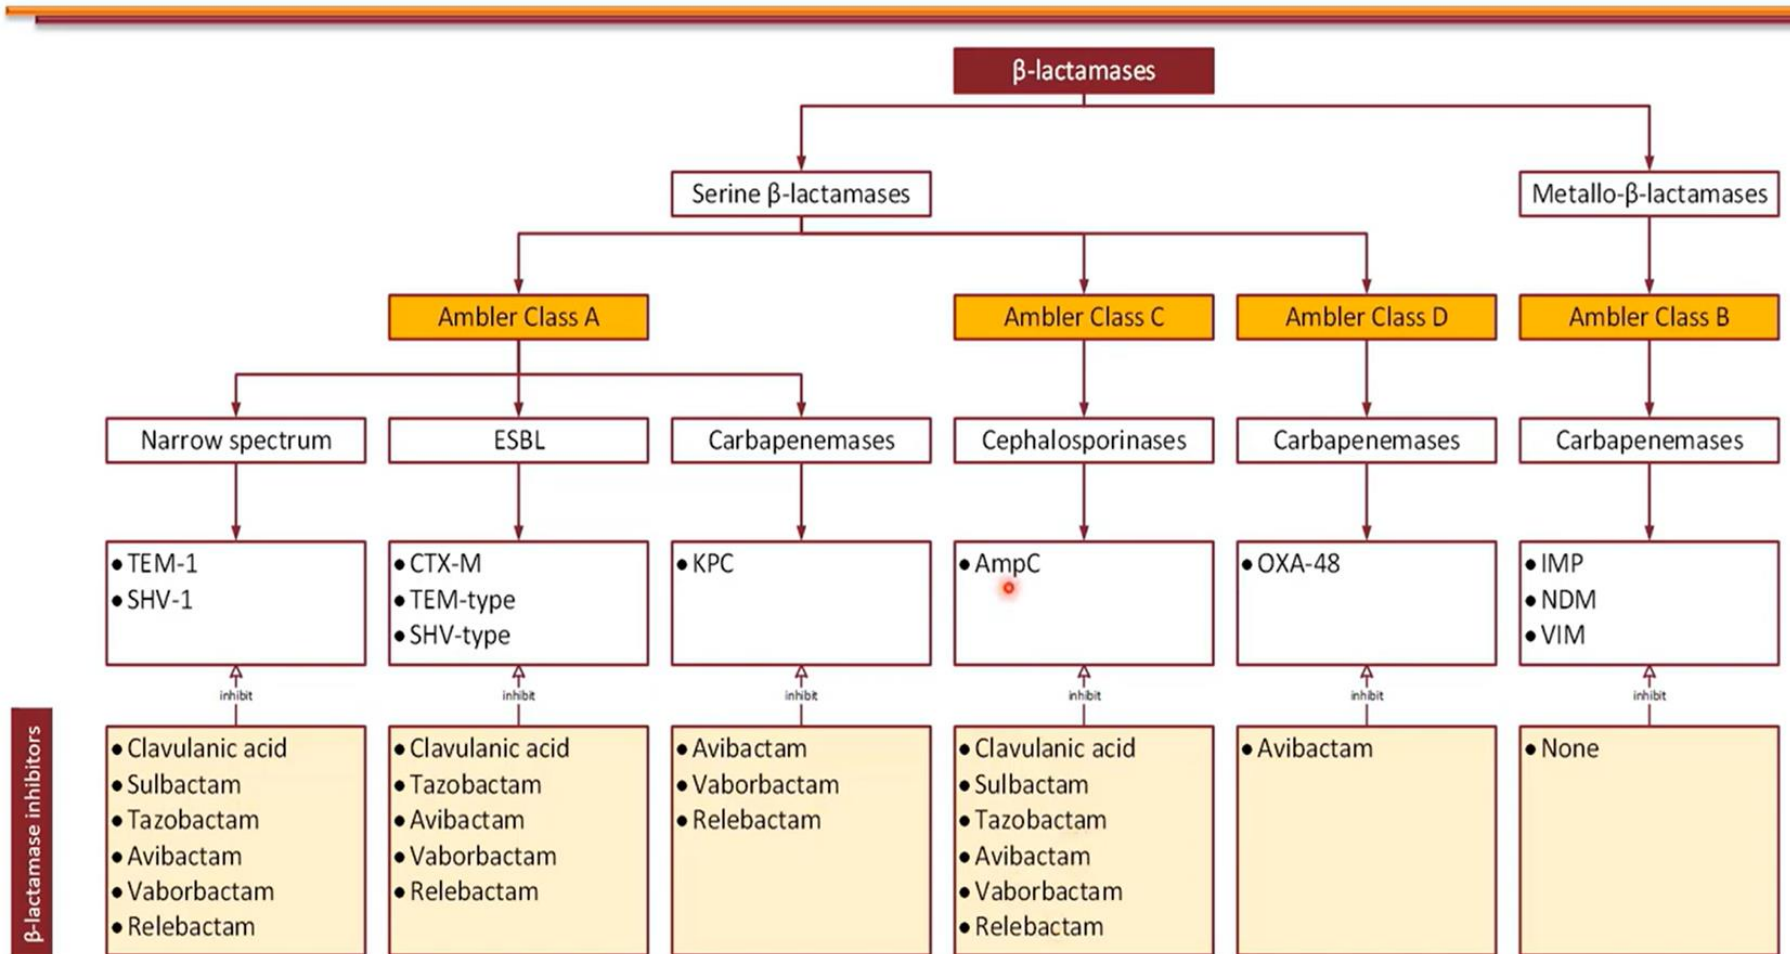 β-lactamases
Serine β-lactamases
Metallo-β-lactamases
Ambler Class A
Ambler Class C
Ambler Class D
Ambler Class B
Narrow spectrum
ESBL
Carbapenemases
Cephalosporinases
Carbapenemases
Carbapenemases
• TEM-1
• SHV-1
• CTX-M
• TEM-type
• SHV-type
• KPC
• AmpC
• OXA-48
• IMP
• NDM
• VIM
inhibit
inhibit
inhibit
inhibit
inhibit
inhibit
β-lactamase inhibitors
• Clavulanic acid
• Sulbactam
• Tazobactam
• Avibactam
• Vaborbactam
• Relebactam
• Clavulanic acid
• Tazobactam
• Avibactam
• Vaborbactam
• Relebactam
• Avibactam
• Vaborbactam
• Relebactam
• Clavulanic acid
• Sulbactam
• Tazobactam
• Avibactam
• Vaborbactam
• Relebactam
• Avibactam
• None